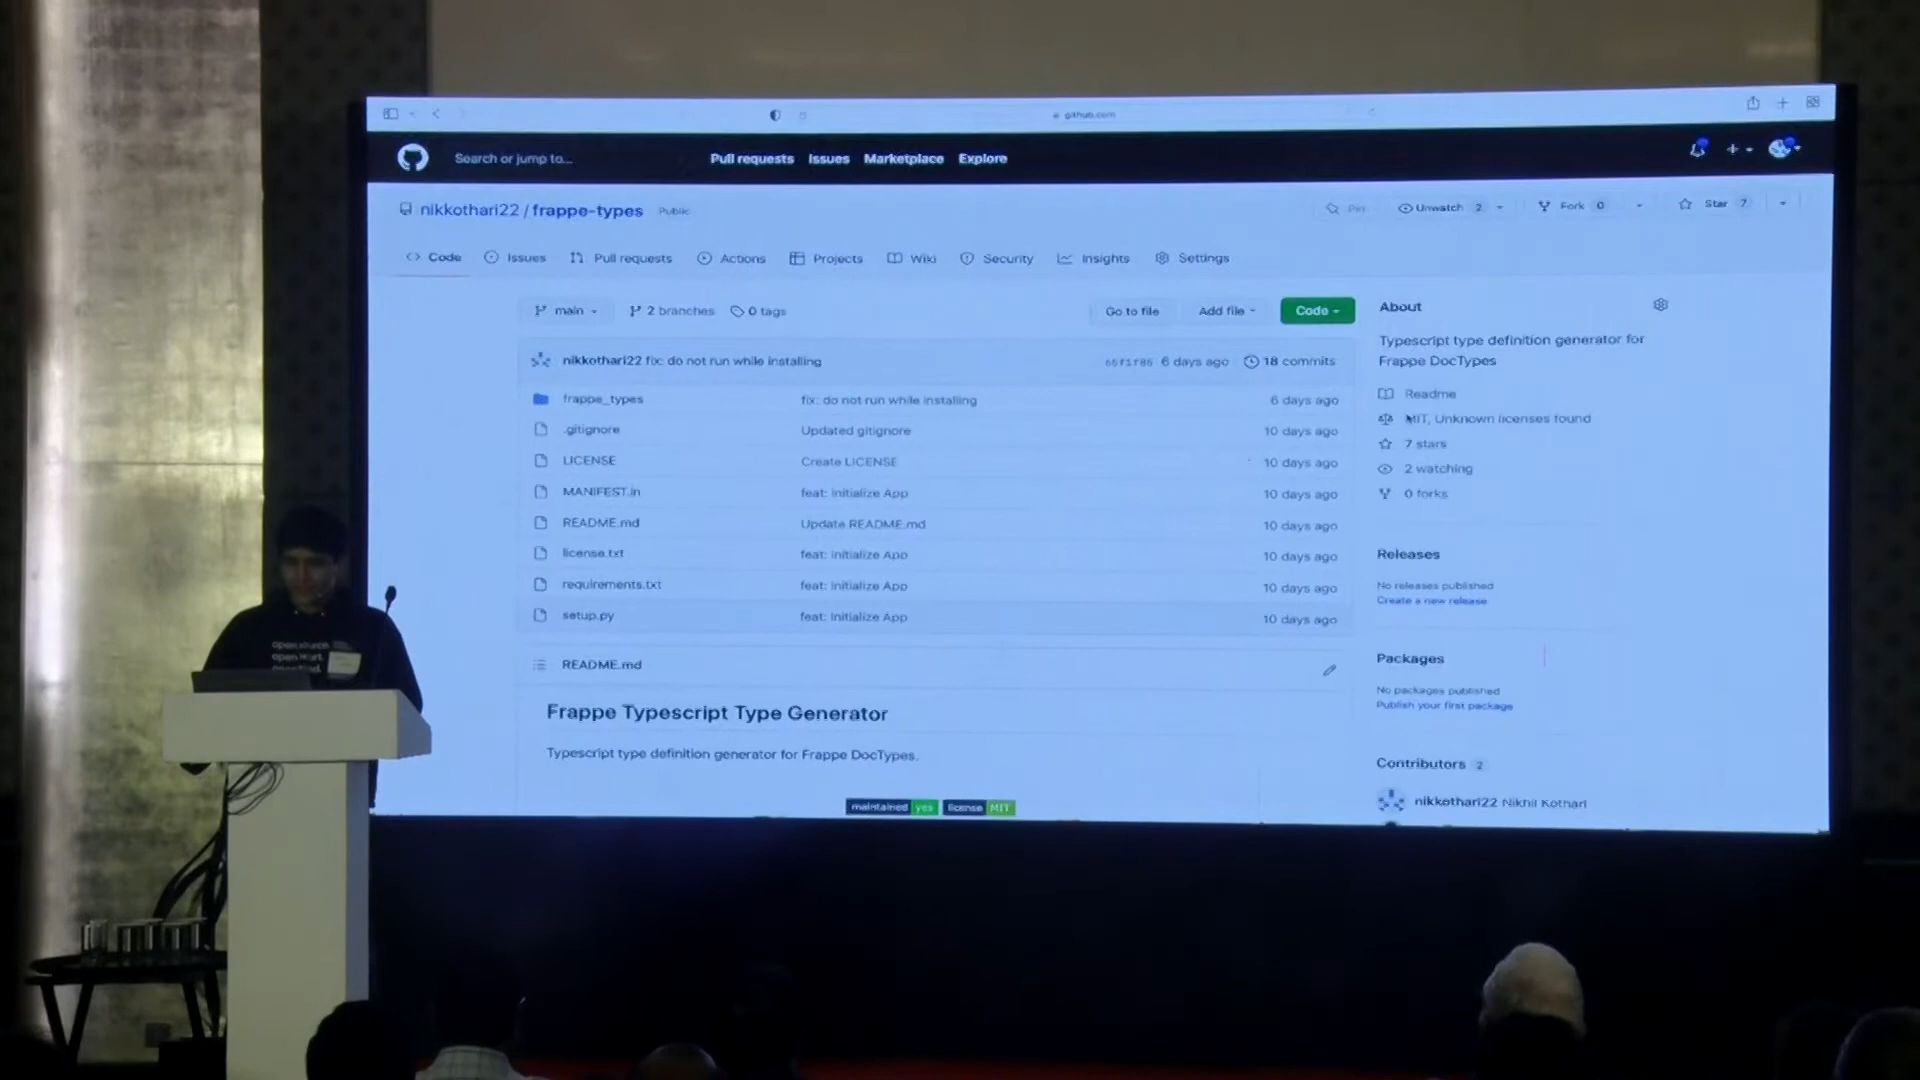 github.com
Search or jump to... Pull requests Issues Marketplace Explore
nikkothari22 / frappe-types Public
Pin Unwatch 2 Fork 0 Star 7
Code Issues Pull requests Actions Projects Wiki Security Insights Settings
main 2 branches 0 tags Go to file Add file Code
nikkothari22 fix: do not run while installing 6 days ago 18 commits
frappe_types fix: do not run while installing 6 days ago
.gitignore Updated gitignore 10 days ago
LICENSE Create LICENSE 10 days ago
MANIFEST.in feat: Initialize App 10 days ago
README.md Update README.md 10 days ago
license.txt feat: Initialize App 10 days ago
requirements.txt feat: Initialize App 10 days ago
setup.py feat: Initialize App 10 days ago
README.md
Frappe Typescript Type Generator
Typescript type definition generator for Frappe DocTypes.
maintained yes license MIT
About
Typescript type definition generator for
Frappe DocTypes
Readme
MIT, Unknown licenses found
7 stars
2 watching
0 forks
Releases
No releases published
Create a new release
Packages
No packages published
Publish your first package
Contributors 2
nikkothari22 Nikhil Kothari
open source
open